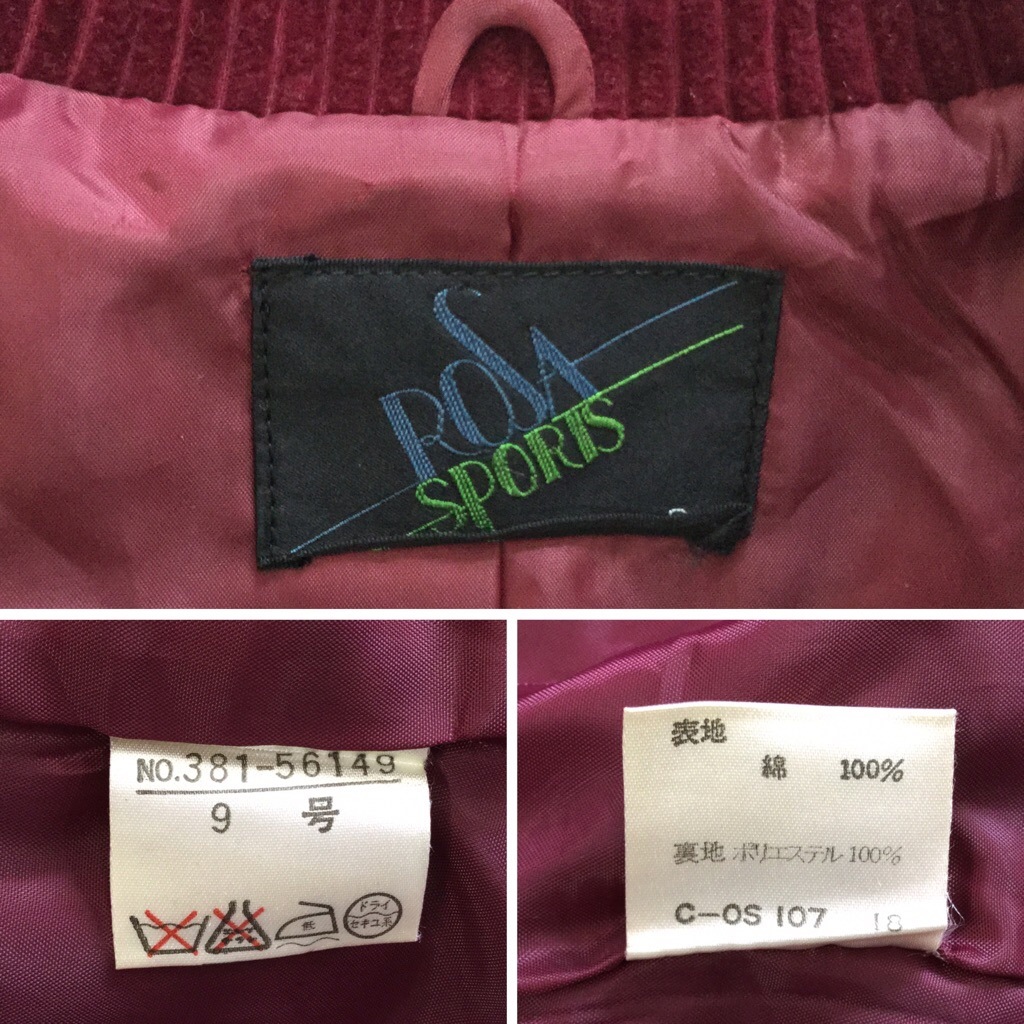 ROSA
SPORTS
NO.381-56149
9 号
低
ドライ
セキユ系
表地
綿 100%
裏地 ポリエステル 100%
C-OS 107 18